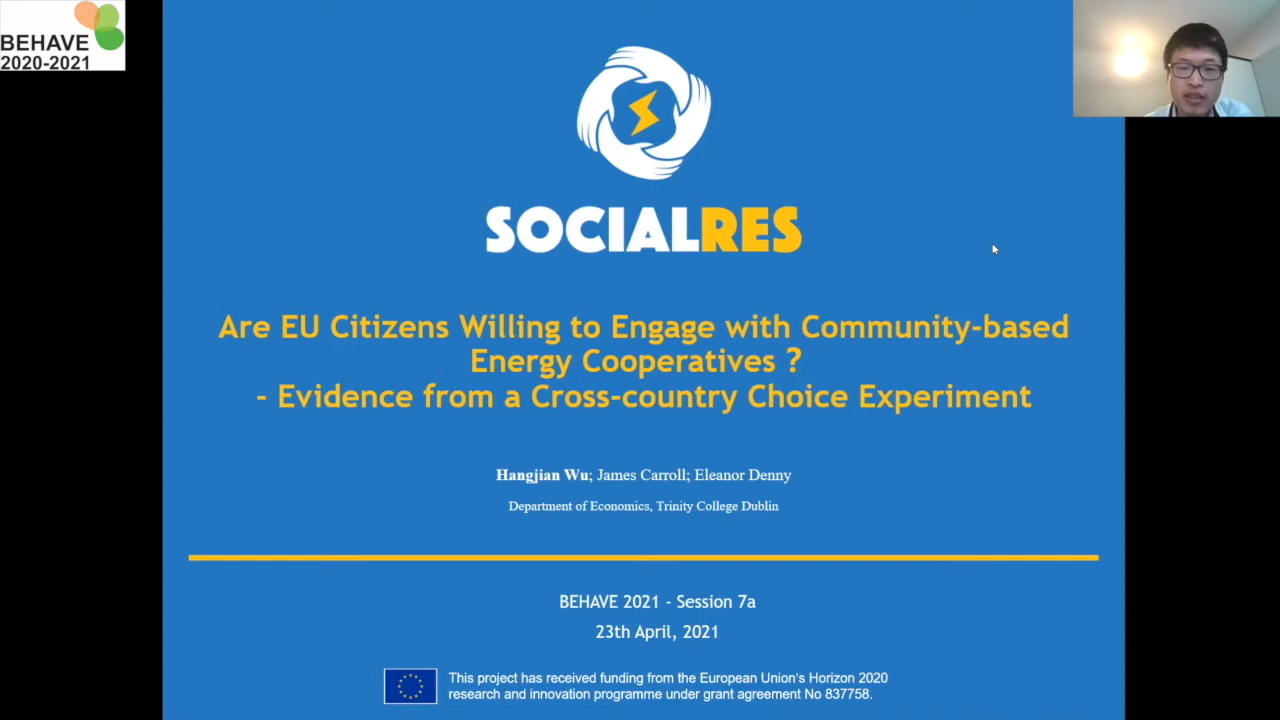 BEHAVE
2020-2021
SOCIALRES
Are EU Citizens Willing to Engage with Community-based
Energy Cooperatives ?
- Evidence from a Cross-country Choice Experiment
Hangjian Wu; James Carroll; Eleanor Denny
Department of Economics, Trinity College Dublin
BEHAVE 2021 - Session 7a
23th April, 2021
This project has received funding from the European Union's Horizon 2020
research and innovation programme under grant agreement No 837758.